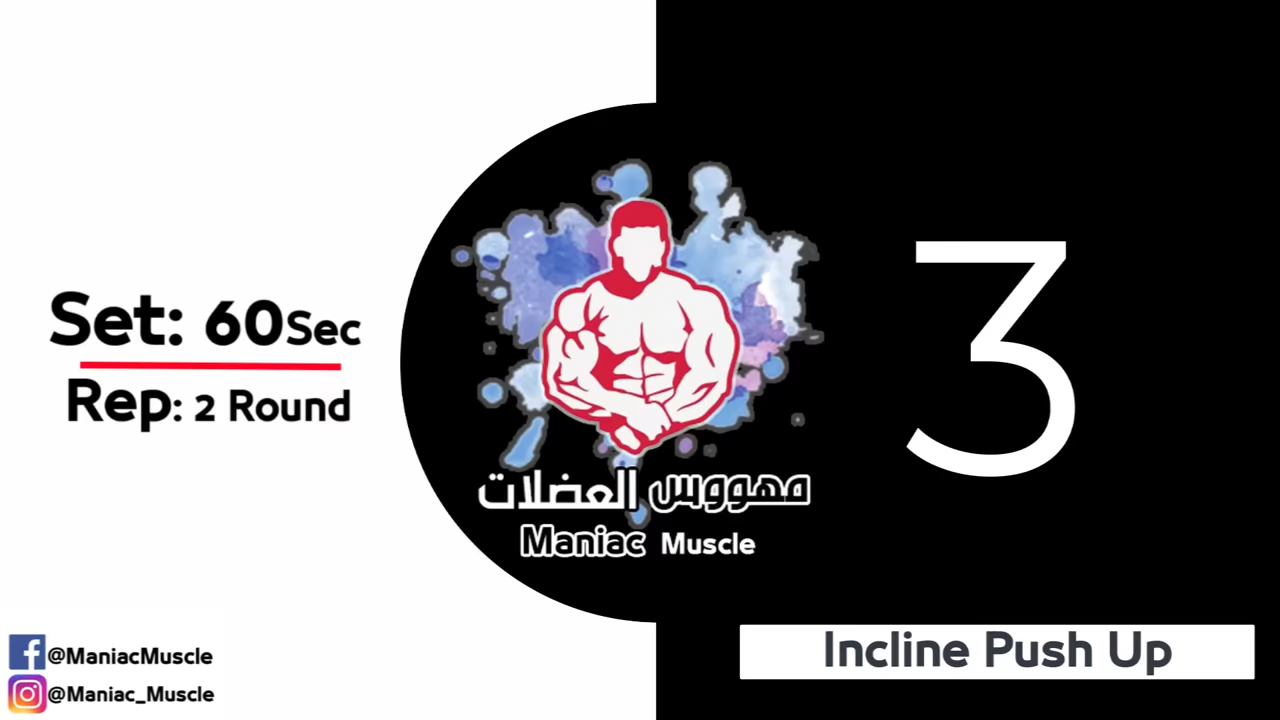 Set: 60Sec
Rep: 2 Round
مهووس العضلات
Maniac Muscle
3
Incline Push Up
@ManiacMuscle
@Maniac_Muscle